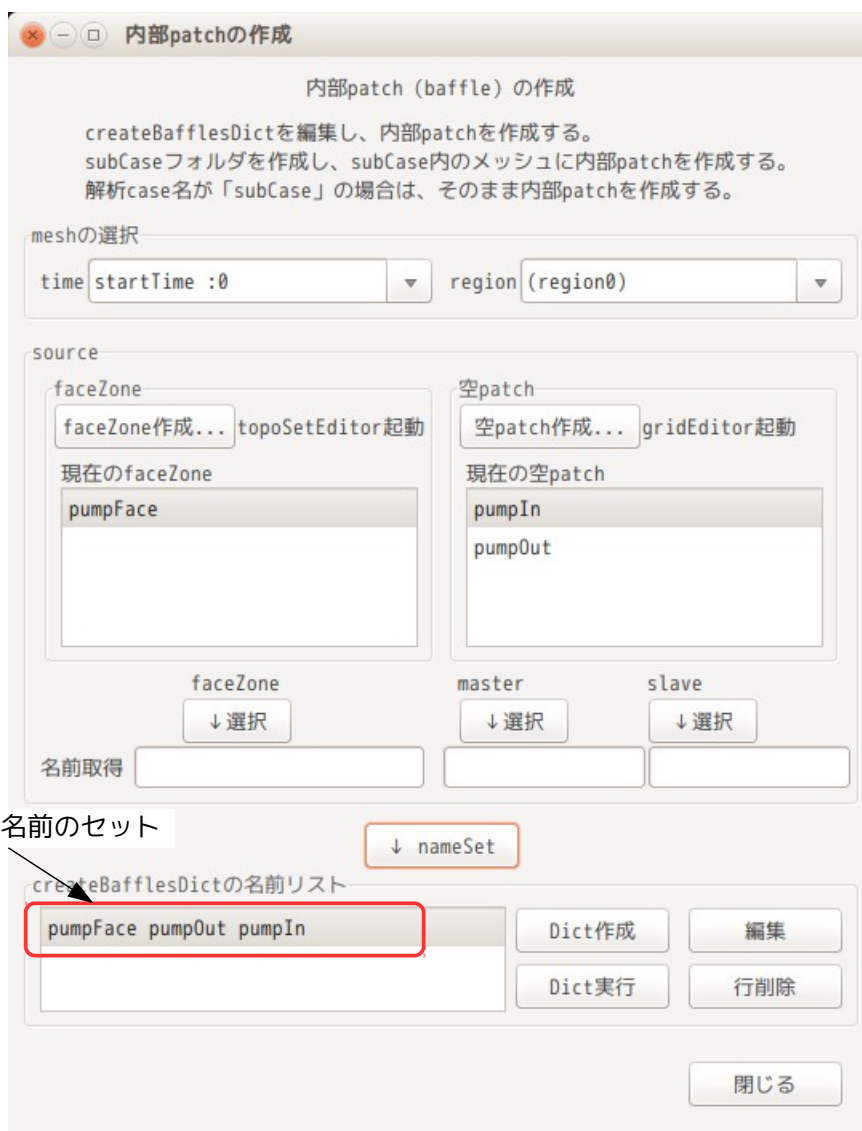 内部patchの作成
内部patch (baffle) の作成
createBafflesDictを編集し、内部patchを作成する。
subCaseフォルダを作成し、subCase内のメッシュに内部patchを作成する。
解析case名が「subCase」の場合は、そのまま内部patchを作成する。
meshの選択
time startTime :0 region (region0)
source
faceZone 空patch
faceZone作成... topoSetEditor起動 空patch作成... gridEditor起動
現在のfaceZone 現在の空patch
pumpFace pumpIn
pumpOut
faceZone master slave
↓選択 ↓選択 ↓選択
名前取得
名前のセット
↓ nameSet
createBafflesDictの名前リスト
pumpFace pumpOut pumpIn Dict作成 編集
Dict実行 行削除
閉じる